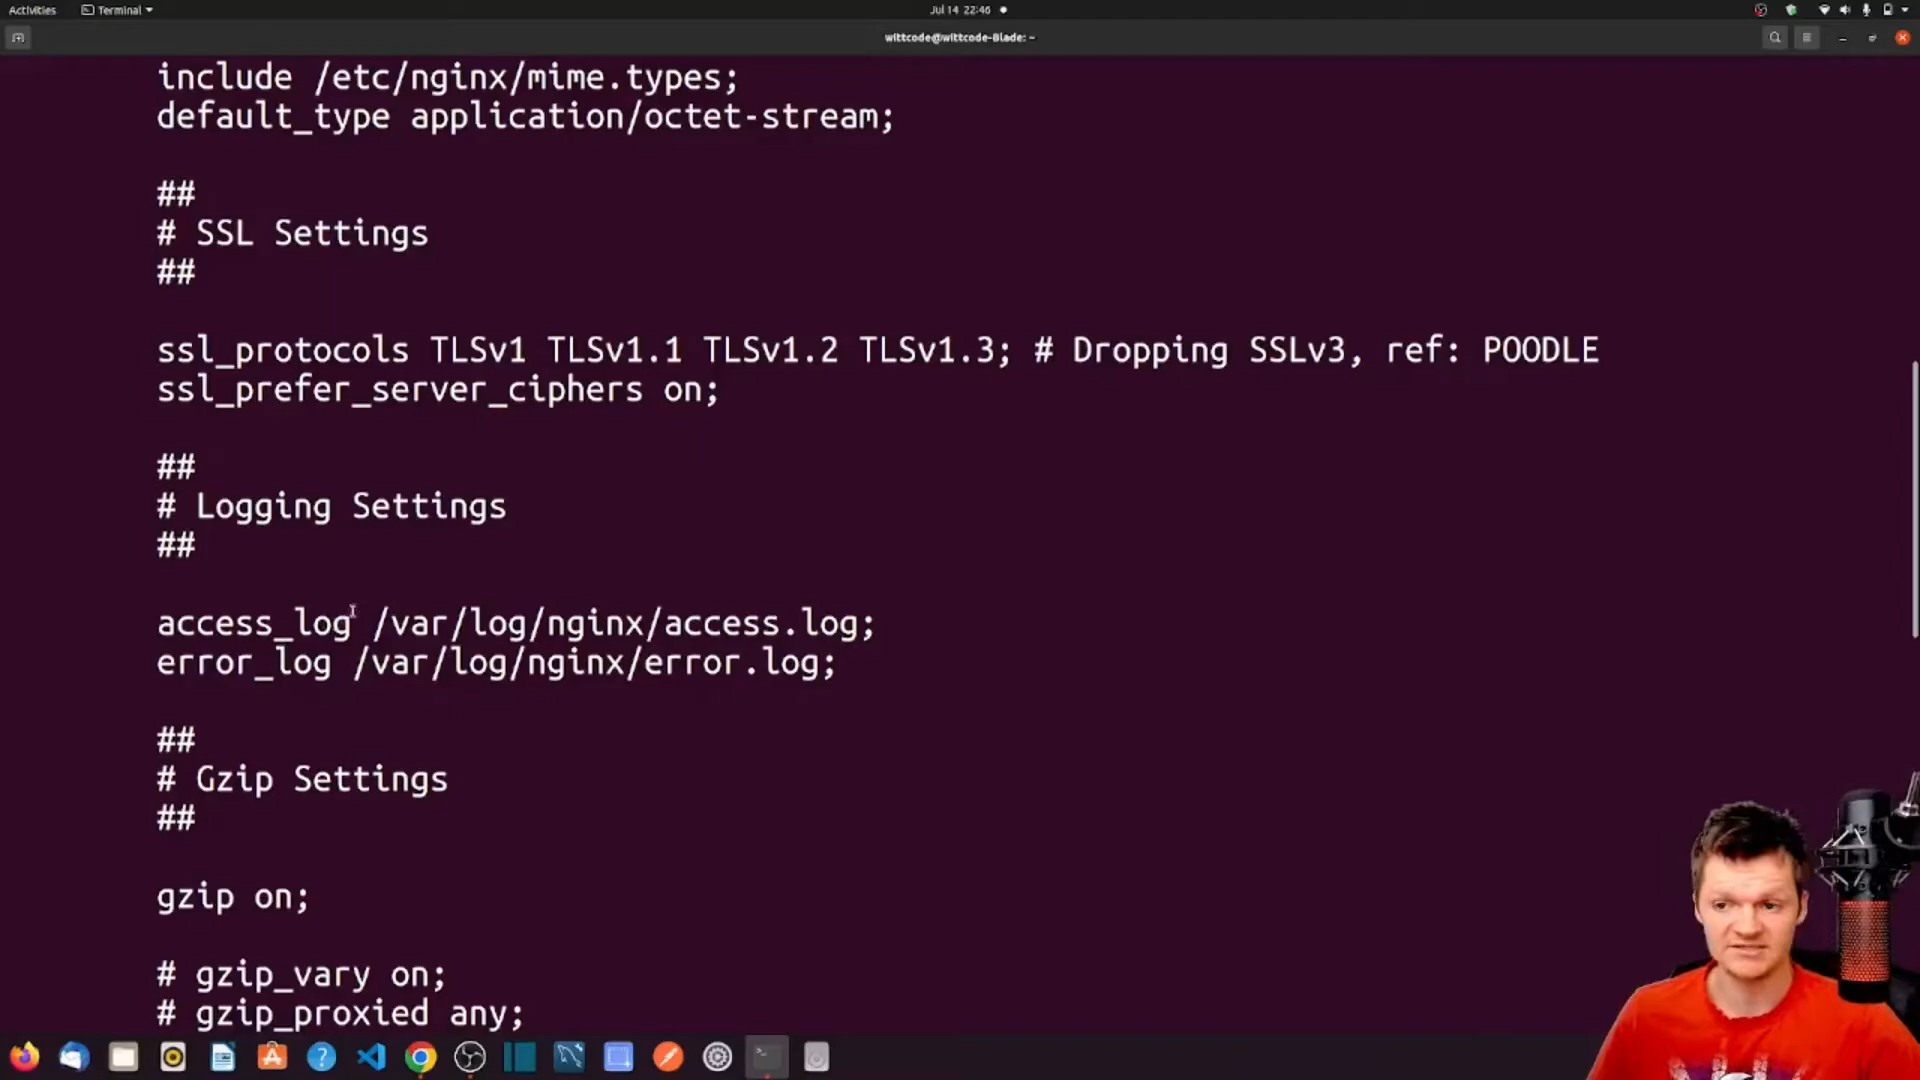 Activities
Terminal
Jul 14 22:46
wittcode@wittcode-Blade: ~
include /etc/nginx/mime.types;
default_type application/octet-stream;
##
# SSL Settings
##
ssl_protocols TLSv1 TLSv1.1 TLSv1.2 TLSv1.3; # Dropping SSLv3, ref: POODLE
ssl_prefer_server_ciphers on;
##
# Logging Settings
##
access_log /var/log/nginx/access.log;
error_log /var/log/nginx/error.log;
##
# Gzip Settings
##
gzip on;
# gzip_vary on;
# gzip_proxied any;